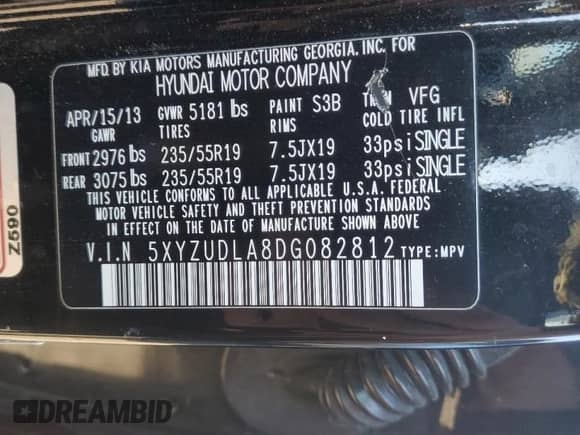 MFD. BY KIA MOTORS MANUFACTURING GEORGIA, INC. FOR
HYUNDAI MOTOR COMPANY
APR/15/13 GVWR 5181 lbs PAINT S3B TRIM VFG
GAWR TIRES RIMS COLD TIRE INFL
FRONT 2976 lbs 235/55R19 7.5JX19 33psi SINGLE
REAR 3075 lbs 235/55R19 7.5JX19 33psi SINGLE
THIS VEHICLE CONFORMS TO ALL APPLICABLE U.S.A. FEDERAL
MOTOR VEHICLE SAFETY AND THEFT PREVENTION STANDARDS
IN EFFECT ON THE DATE OF MANUFACTURE SHOWN ABOVE.
V.I.N 5XYZUDLA8DG082812 TYPE: MPV
Z590
DREAMBID